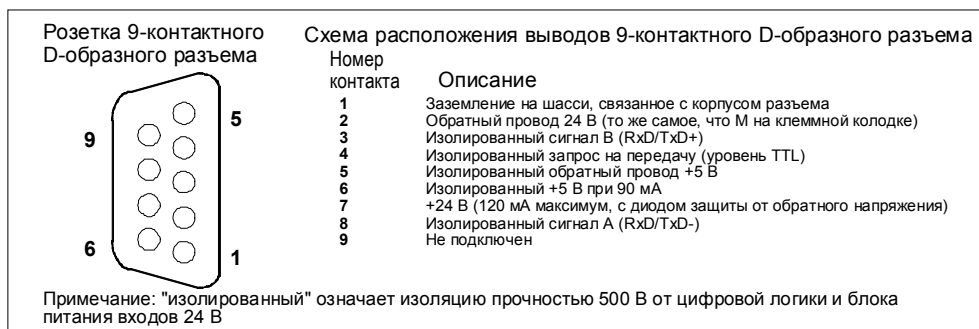 Розетка 9-контактного
D-образного разъема
5
9
6
1
Схема расположения выводов 9-контактного D-образного разъема
Номер
контакта Описание
1 Заземление на шасси, связанное с корпусом разъема
2 Обратный провод 24 В (то же самое, что М на клеммной колодке)
3 Изолированный сигнал В (RxD/TxD+)
4 Изолированный запрос на передачу (уровень TTL)
5 Изолированный обратный провод +5 В
6 Изолированный +5 В при 90 мА
7 +24 В (120 мА максимум, с диодом защиты от обратного напряжения)
8 Изолированный сигнал А (RxD/TxD-)
9 Не подключен
Примечание: "изолированный" означает изоляцию прочностью 500 В от цифровой логики и блока
питания входов 24 В